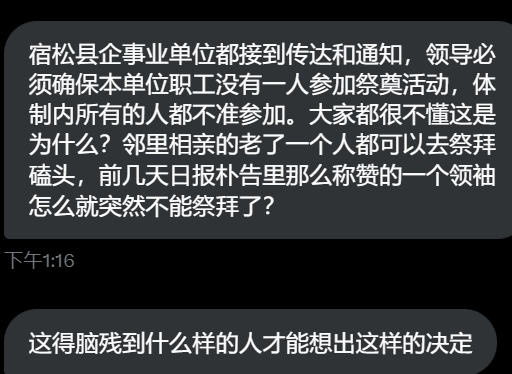 宿松县企事业单位都接到传达和通知，领导必
须确保本单位职工没有一人参加祭奠活动，体
制内所有的人都不准参加。大家都很不懂这是
为什么？邻里相亲的老了一个人都可以去祭拜
磕头，前几天日报朴告里那么称赞的一个领袖
怎么就突然不能祭拜了？
下午1:16
这得脑残到什么样的人才能想出这样的决定